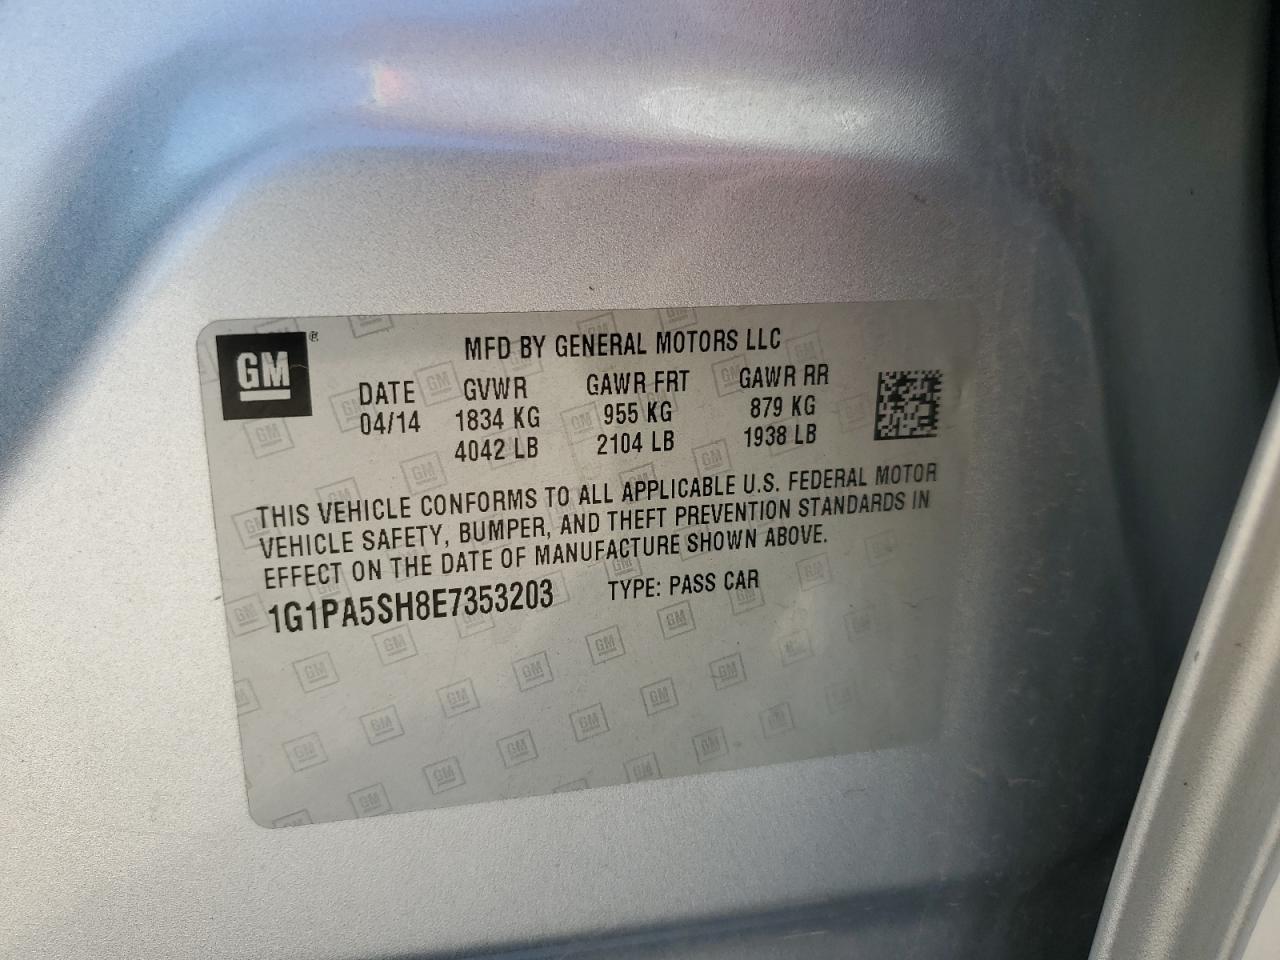 GM ®
MFD BY GENERAL MOTORS LLC
DATE GVWR GAWR FRT GAWR RR
04/14 1834 KG 955 KG 879 KG
4042 LB 2104 LB 1938 LB
THIS VEHICLE CONFORMS TO ALL APPLICABLE U.S. FEDERAL MOTOR
VEHICLE SAFETY, BUMPER, AND THEFT PREVENTION STANDARDS IN
EFFECT ON THE DATE OF MANUFACTURE SHOWN ABOVE.
1G1PA5SH8E7353203 TYPE: PASS CAR